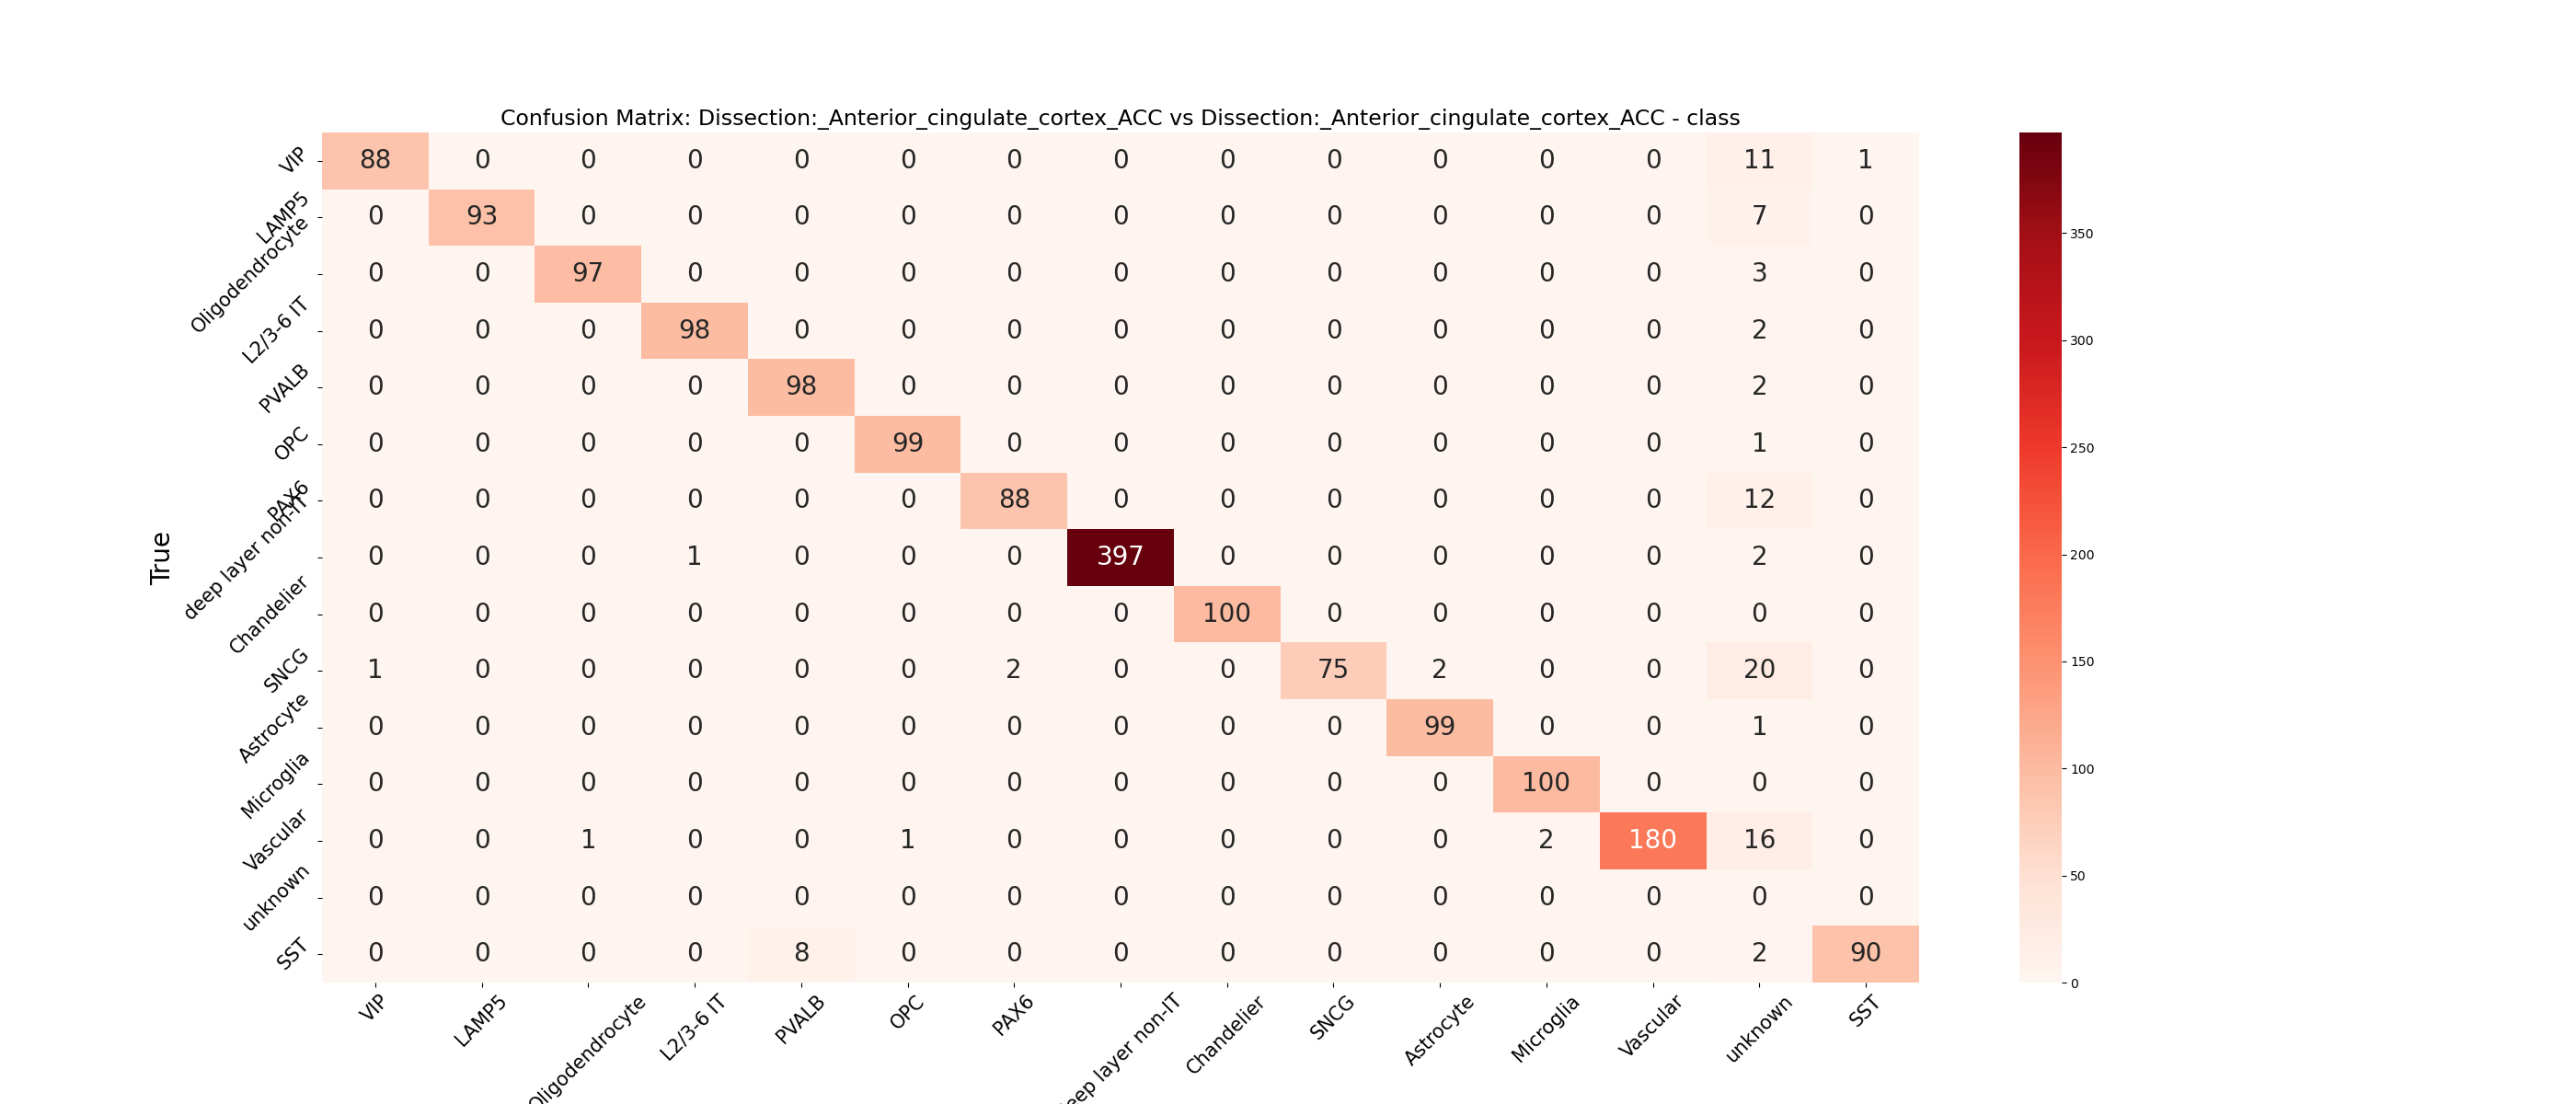 Confusion Matrix: Dissection:_Anterior_cingulate_cortex_ACC vs Dissection:_Anterior_cingulate_cortex_ACC - class
True
VIP 88 0 0 0 0 0 0 0 0 0 0 0 0 11 1
LAMP5 0 93 0 0 0 0 0 0 0 0 0 0 0 7 0
Oligodendrocyte 0 0 97 0 0 0 0 0 0 0 0 0 0 3 0
L2/3-6 IT 0 0 0 98 0 0 0 0 0 0 0 0 0 2 0
PVALB 0 0 0 0 98 0 0 0 0 0 0 0 0 2 0
OPC 0 0 0 0 0 99 0 0 0 0 0 0 0 1 0
PAX6 0 0 0 0 0 0 88 0 0 0 0 0 0 12 0
deep layer non-IT 0 0 0 1 0 0 0 397 0 0 0 0 0 2 0
Chandelier 0 0 0 0 0 0 0 0 100 0 0 0 0 0 0
SNCG 1 0 0 0 0 0 2 0 0 75 2 0 0 20 0
Astrocyte 0 0 0 0 0 0 0 0 0 0 99 0 0 1 0
Microglia 0 0 0 0 0 0 0 0 0 0 0 100 0 0 0
Vascular 0 0 1 0 0 1 0 0 0 0 0 2 180 16 0
unknown 0 0 0 0 0 0 0 0 0 0 0 0 0 0 0
SST 0 0 0 0 8 0 0 0 0 0 0 0 0 2 90
VIP LAMP5 Oligodendrocyte L2/3-6 IT PVALB OPC PAX6 eep layer non-IT Chandelier SNCG Astrocyte Microglia Vascular unknown SST
350
300
250
200
150
100
50
0